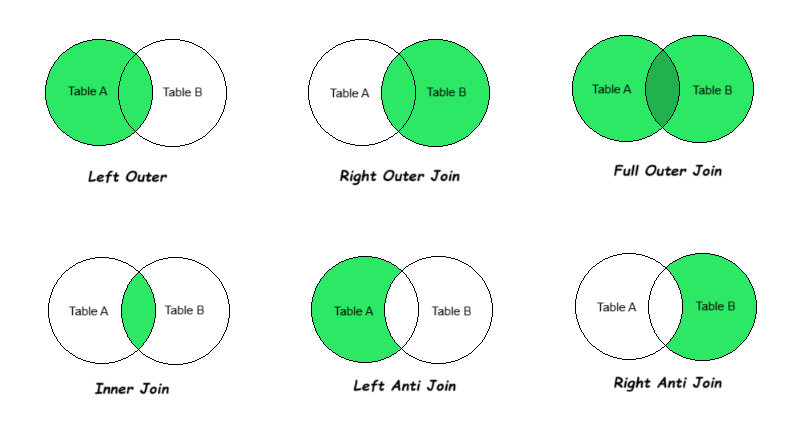 Table A Table B
Table A Table B
Table A Table B
Left Outer
Right Outer Join
Full Outer Join
Table A Table B
Table A Table B
Table A Table B
Inner Join
Left Anti Join
Right Anti Join